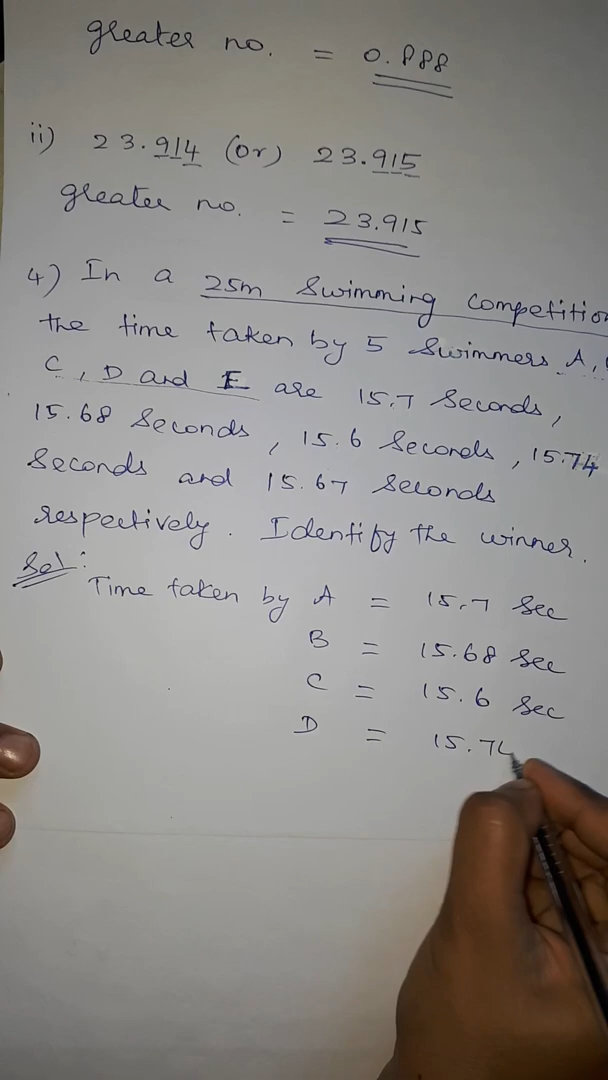 greater no. = 0.888
ii) 23.914 (or) 23.915
greater no. = 23.915
4) In a 25m Swimming Competition
the time taken by 5 Swimmers A,
C, D and E are 15.7 Seconds,
15.68 Seconds, 15.6 Seconds, 15.74
Seconds and 15.67 Seconds
respectively. Identify the winner.
Sol:
Time taken by A = 15.7 Sec
B = 15.68 Sec
C = 15.6 Sec
D = 15.74